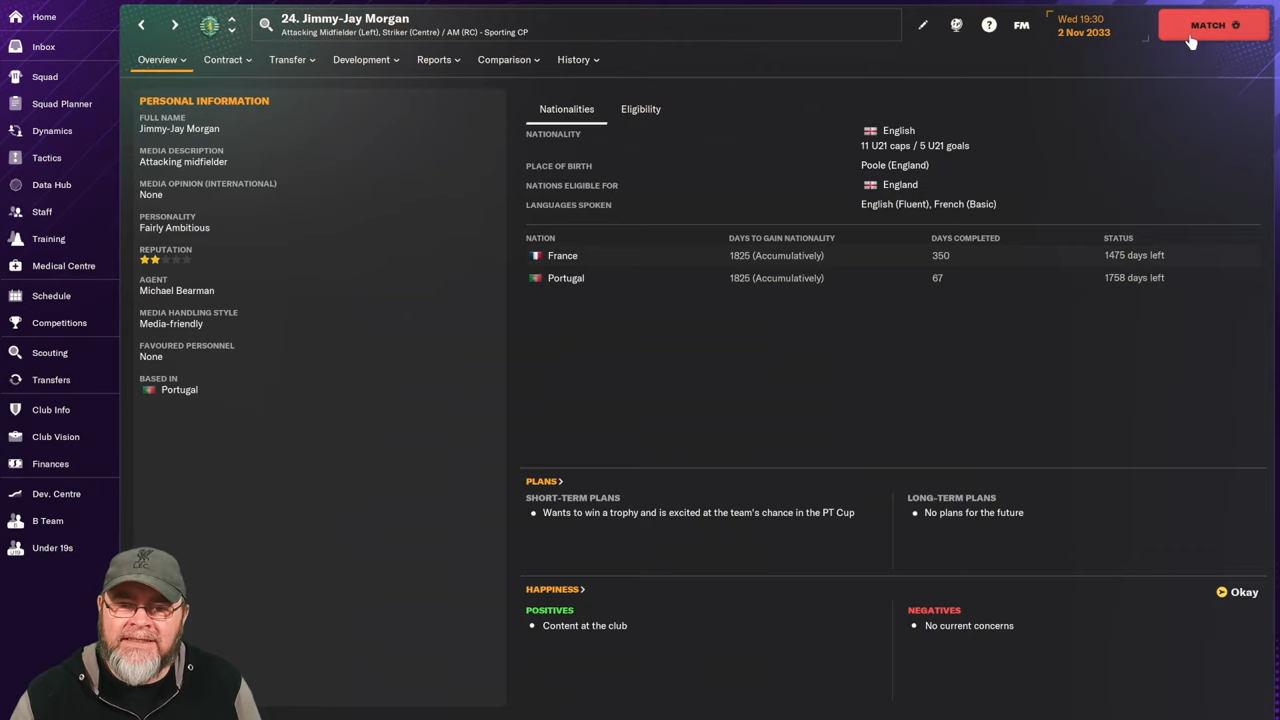 24. Jimmy-Jay Morgan
Attacking Midfielder (Left), Striker (Centre) / AM (RC) - Sporting CP
FM
Wed 19:30
2 Nov 2033
MATCH
Home
Inbox
Squad
Squad Planner
Dynamics
Tactics
Data Hub
Staff
Training
Medical Centre
Schedule
Competitions
Scouting
Transfers
Club Info
Club Vision
Finances
Dev. Centre
B Team
Under 19s
Overview
Contract
Transfer
Development
Reports
Comparison
History
PERSONAL INFORMATION
FULL NAME
Jimmy-Jay Morgan
MEDIA DESCRIPTION
Attacking midfielder
MEDIA OPINION (INTERNATIONAL)
None
PERSONALITY
Fairly Ambitious
REPUTATION
AGENT
Michael Bearman
MEDIA HANDLING STYLE
Media-friendly
FAVOURED PERSONNEL
None
BASED IN
Portugal
Nationalities Eligibility
NATIONALITY English
11 U21 caps / 5 U21 goals
PLACE OF BIRTH Poole (England)
NATIONS ELIGIBLE FOR England
LANGUAGES SPOKEN English (Fluent), French (Basic)
NATION DAYS TO GAIN NATIONALITY DAYS COMPLETED STATUS
France 1825 (Accumulatively) 350 1475 days left
Portugal 1825 (Accumulatively) 67 1758 days left
PLANS >
SHORT-TERM PLANS
• Wants to win a trophy and is excited at the team's chance in the PT Cup
LONG-TERM PLANS
• No plans for the future
HAPPINESS >
Okay
POSITIVES
• Content at the club
NEGATIVES
• No current concerns